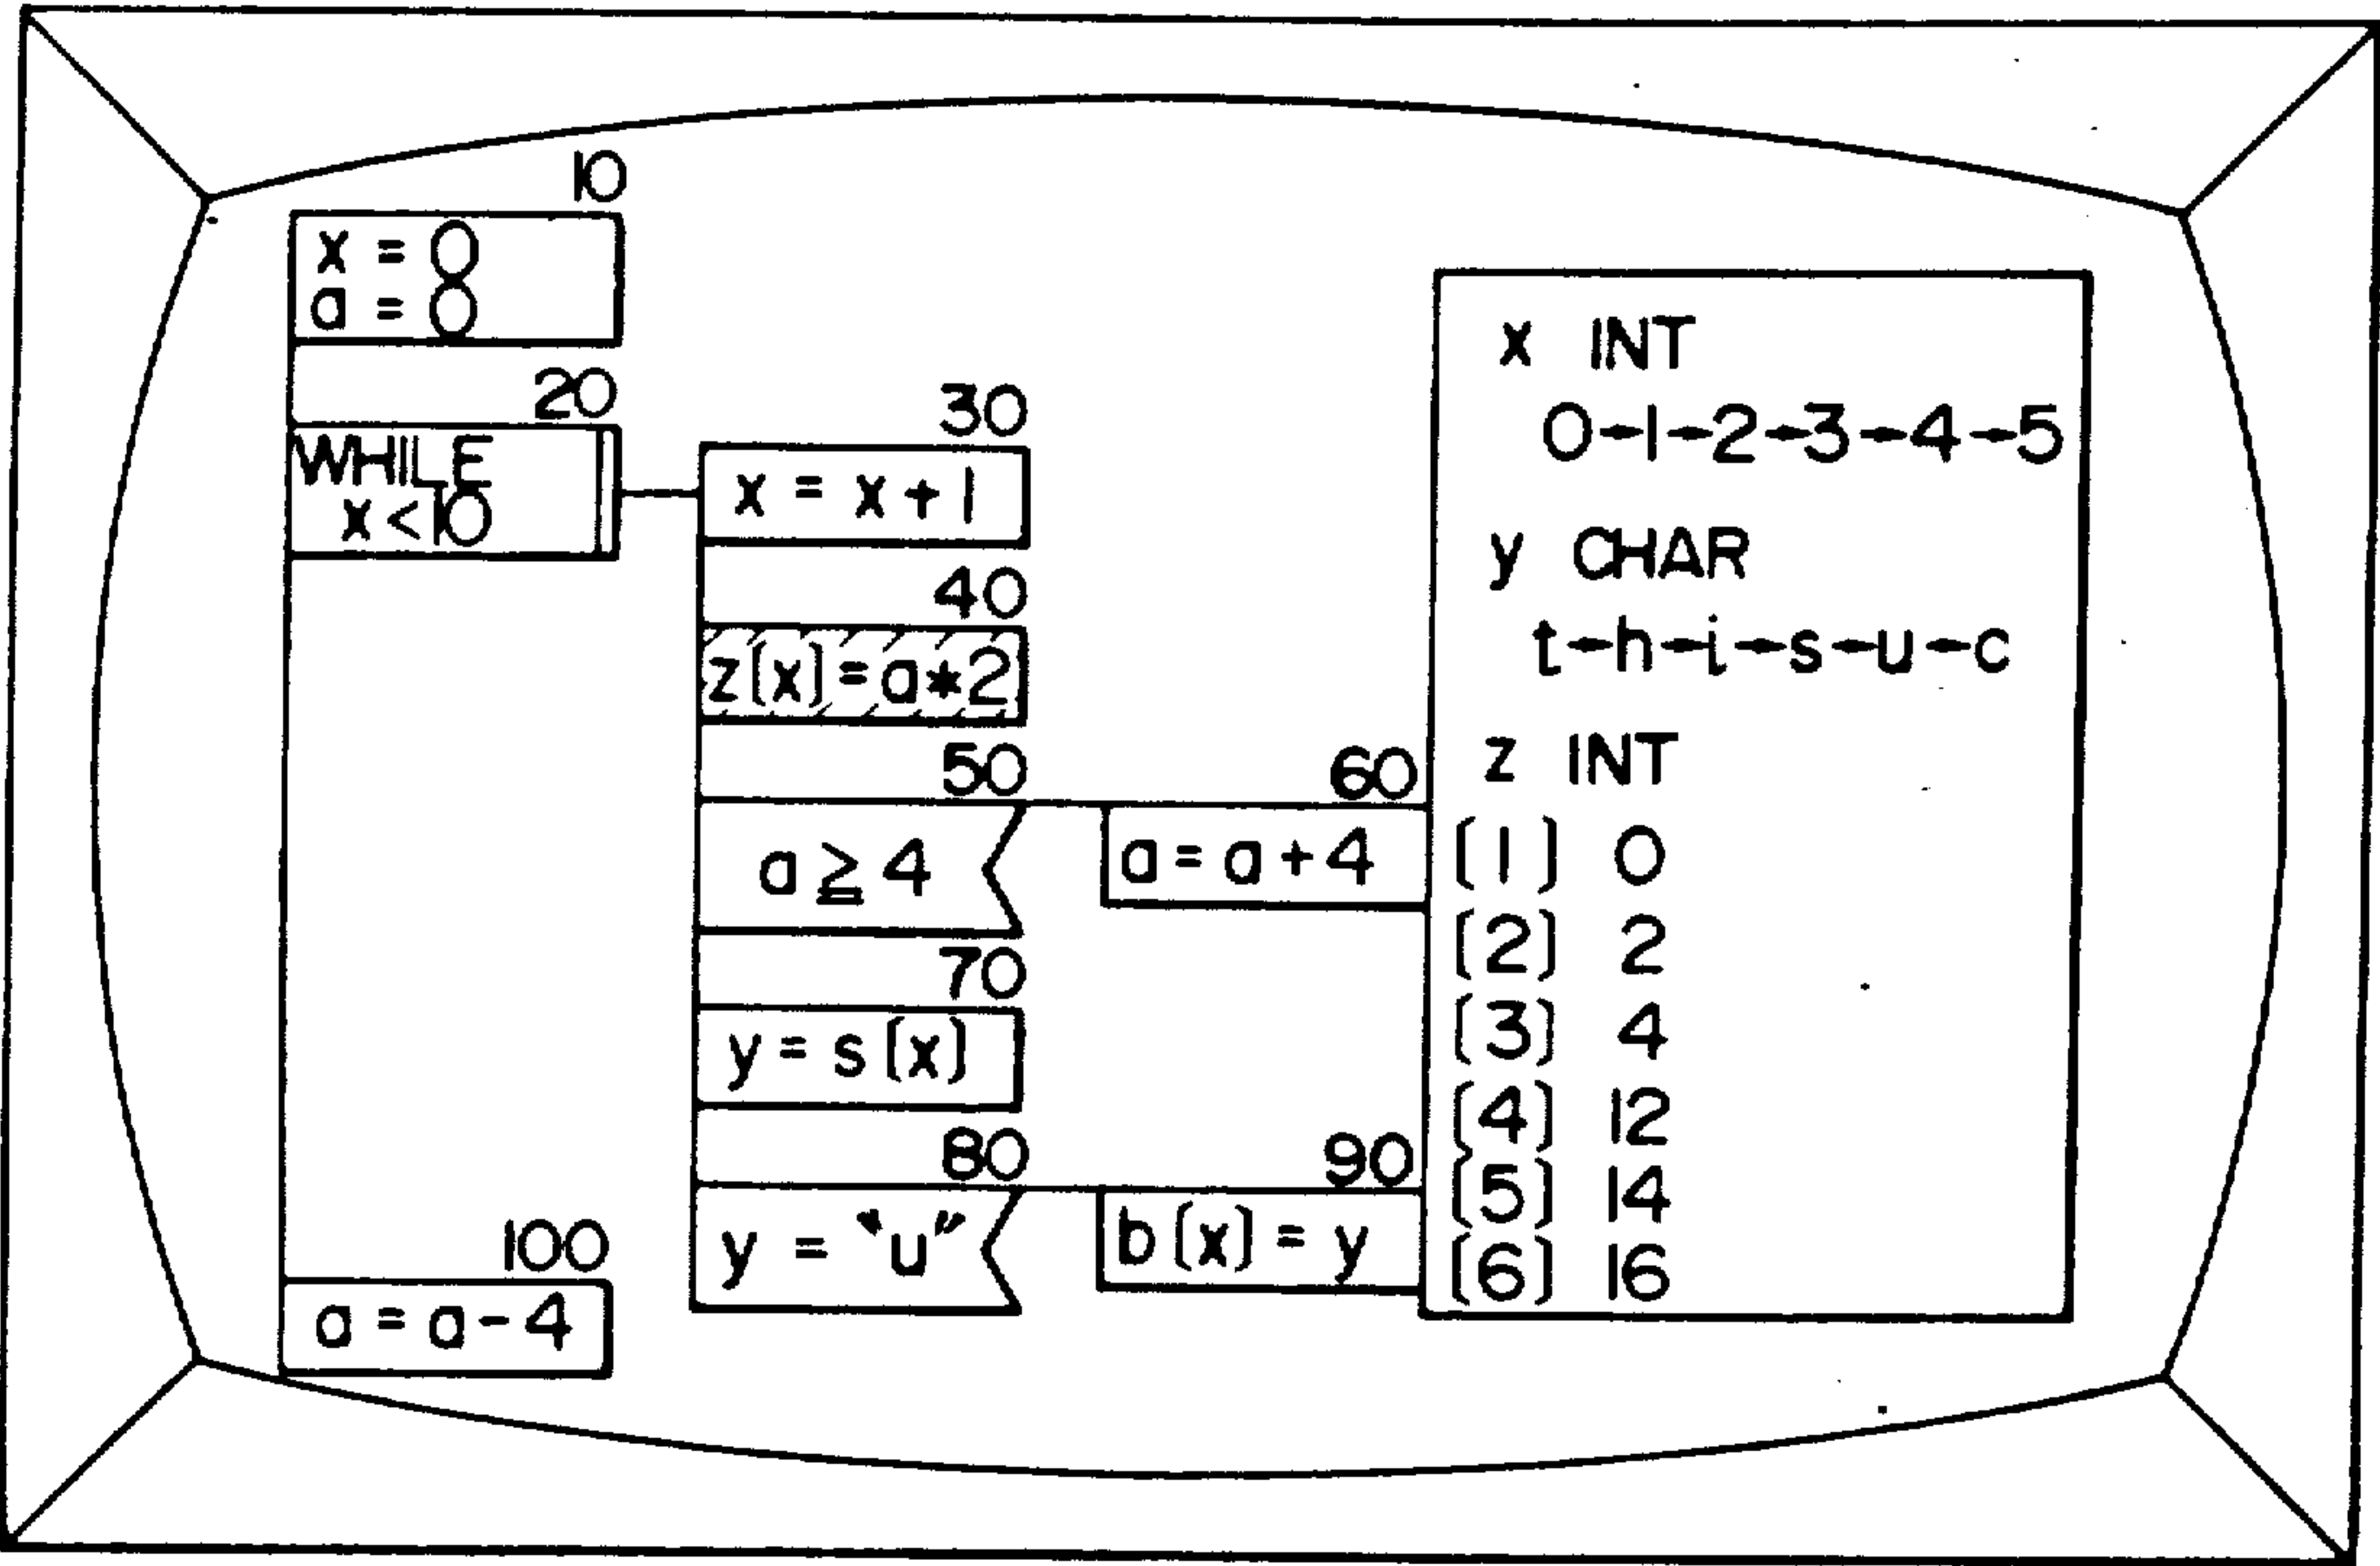 10
x = 0
a = 0
20
WHILE
x<10
30
x = x+1
40
z(x)=a*2
50
a ≧ 4
60
a=a+4
70
y=s(x)
80
y = "u"
90
b(x)=y
100
a=a-4
x INT
0→1→2→3→4→5
y CHAR
t→h→i→s→u→c
z INT
(1) 0
(2) 2
(3) 4
(4) 12
(5) 14
(6) 16